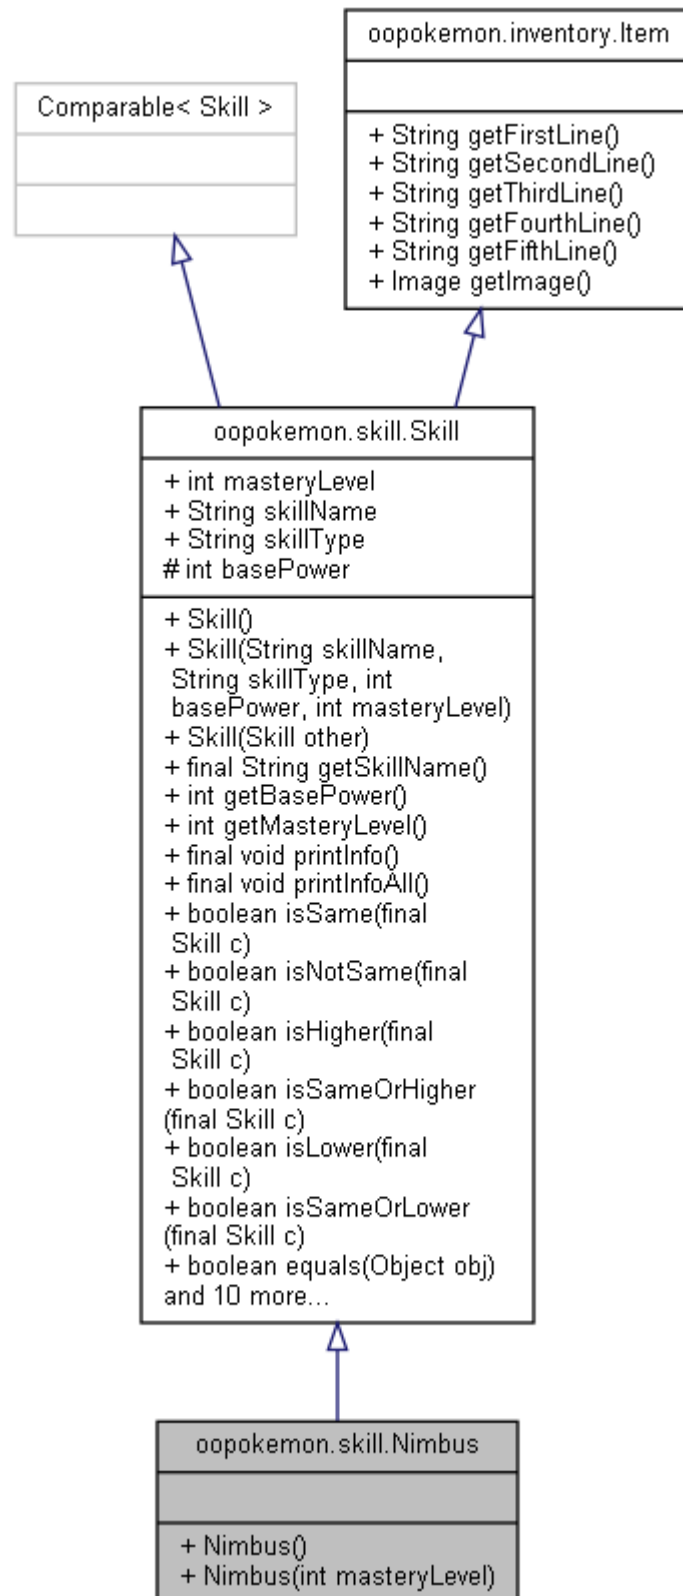 oopokemon.inventory.Item
+ String getFirstLine()
+ String getSecondLine()
+ String getThirdLine()
+ String getFourthLine()
+ String getFifthLine()
+ Image getImage()
Comparable< Skill >
oopokemon.skill.Skill
+ int masteryLevel
+ String skillName
+ String skillType
# int basePower
+ Skill()
+ Skill(String skillName,
String skillType, int
basePower, int masteryLevel)
+ Skill(Skill other)
+ final String getSkillName()
+ int getBasePower()
+ int getMasteryLevel()
+ final void printInfo()
+ final void printInfoAll()
+ boolean isSame(final
Skill c)
+ boolean isNotSame(final
Skill c)
+ boolean isHigher(final
Skill c)
+ boolean isSameOrHigher
(final Skill c)
+ boolean isLower(final
Skill c)
+ boolean isSameOrLower
(final Skill c)
+ boolean equals(Object obj)
and 10 more...
oopokemon.skill.Nimbus
+ Nimbus()
+ Nimbus(int masteryLevel)